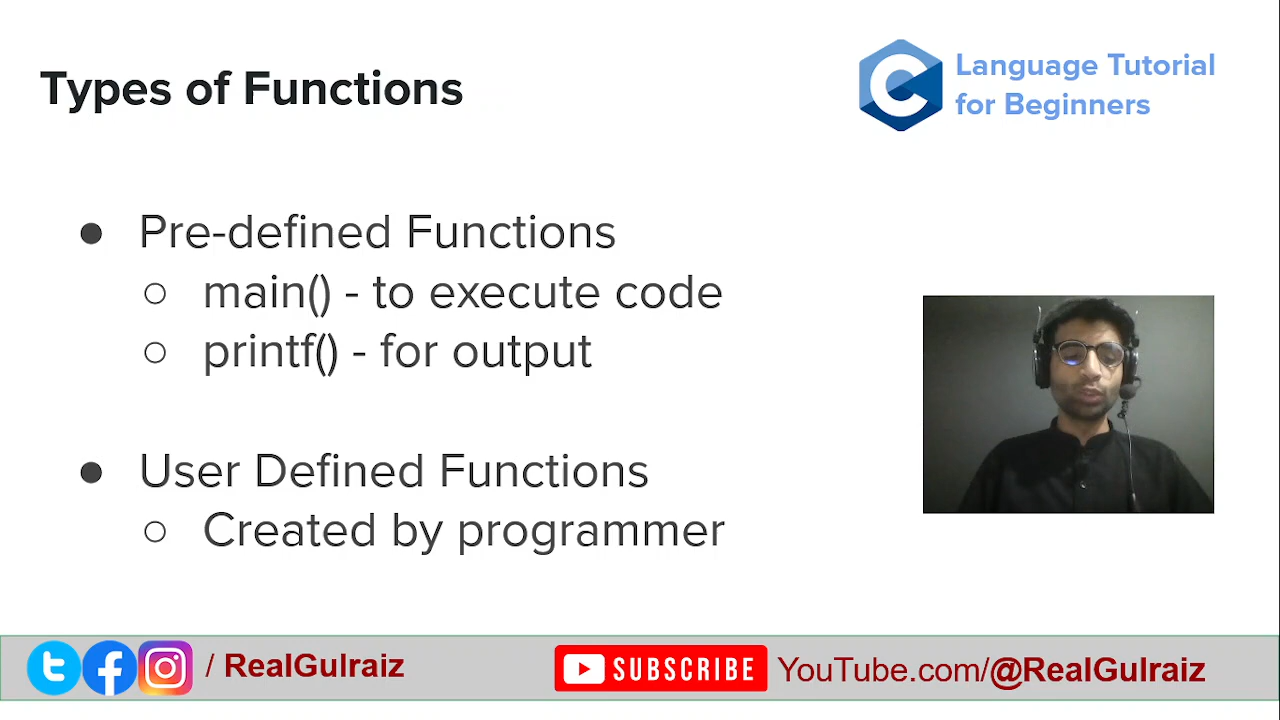 Types of Functions
C Language Tutorial
for Beginners
● Pre-defined Functions
○ main() - to execute code
○ printf() - for output
● User Defined Functions
○ Created by programmer
/ RealGulraiz
SUBSCRIBE
YouTube.com/@RealGulraiz